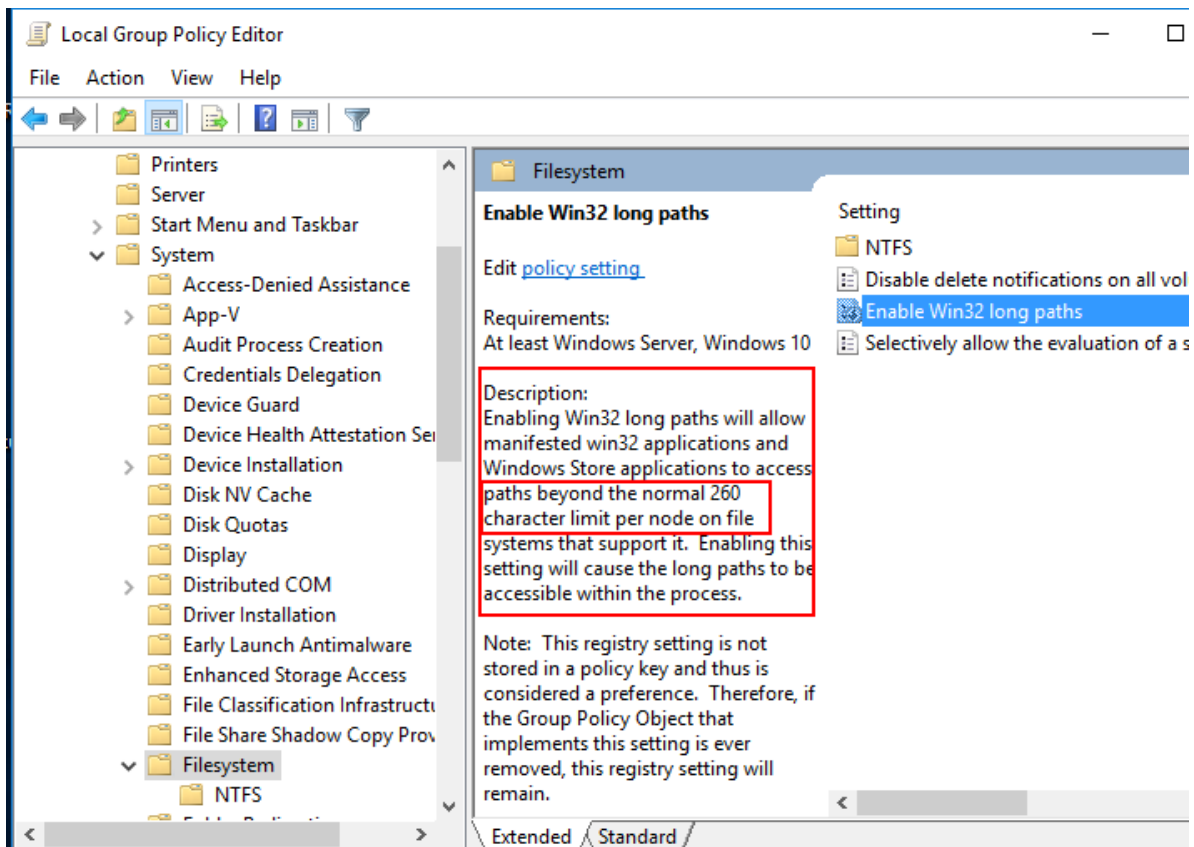 Local Group Policy Editor
File Action View Help
Printers
Server
Start Menu and Taskbar
System
Access-Denied Assistance
App-V
Audit Process Creation
Credentials Delegation
Device Guard
Device Health Attestation Ser
Device Installation
Disk NV Cache
Disk Quotas
Display
Distributed COM
Driver Installation
Early Launch Antimalware
Enhanced Storage Access
File Classification Infrastructu
File Share Shadow Copy Prov
Filesystem
NTFS
Filesystem
Enable Win32 long paths
Edit policy setting
Requirements:
At least Windows Server, Windows 10
Description:
Enabling Win32 long paths will allow
manifested win32 applications and
Windows Store applications to access
paths beyond the normal 260
character limit per node on file
systems that support it.  Enabling this
setting will cause the long paths to be
accessible within the process.
Note:  This registry setting is not
stored in a policy key and thus is
considered a preference.  Therefore, if
the Group Policy Object that
implements this setting is ever
removed, this registry setting will
remain.
Setting
NTFS
Disable delete notifications on all vol
Enable Win32 long paths
Selectively allow the evaluation of a s
Extended Standard